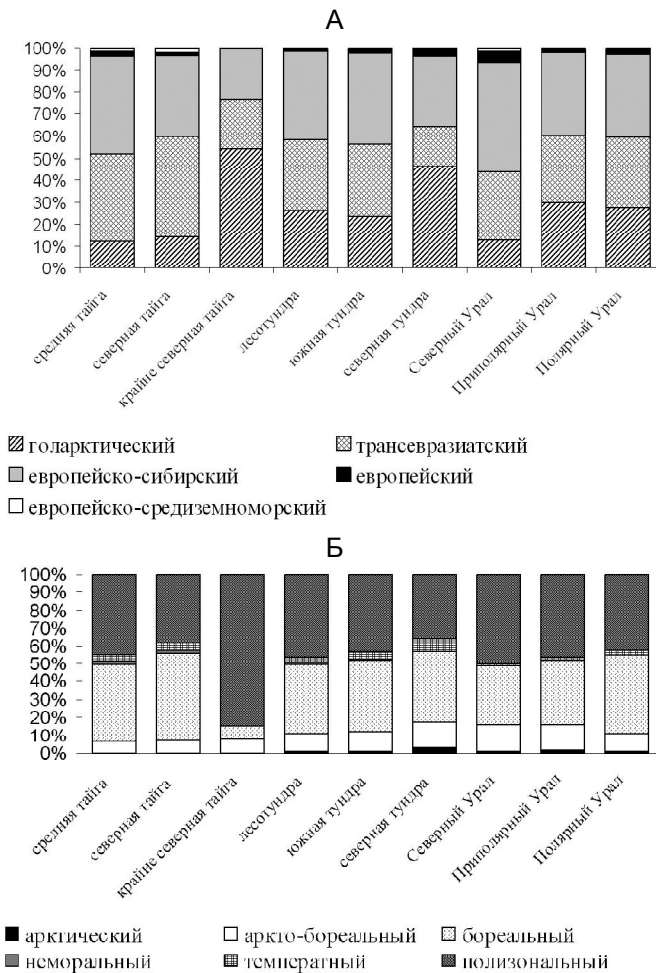 А
100%
90%
80%
70%
60%
50%
40%
30%
20%
10%
0%
средняя тайга
северная тайга
крайне северная тайга
лесотундра
южная тундра
северная тундра
Северный Урал
Приполярный Урал
Полярный Урал
голарктический
трансевразиатский
европейско-сибирский
европейский
европейско-средиземноморский
Б
100%
90%
80%
70%
60%
50%
40%
30%
20%
10%
0%
средняя тайга
северная тайга
крайне северная тайга
лесотундра
южная тундра
северная тундра
Северный Урал
Приполярный Урал
Полярный Урал
арктический
аркто-бореальный
бореальный
неморальный
температный
полизональный